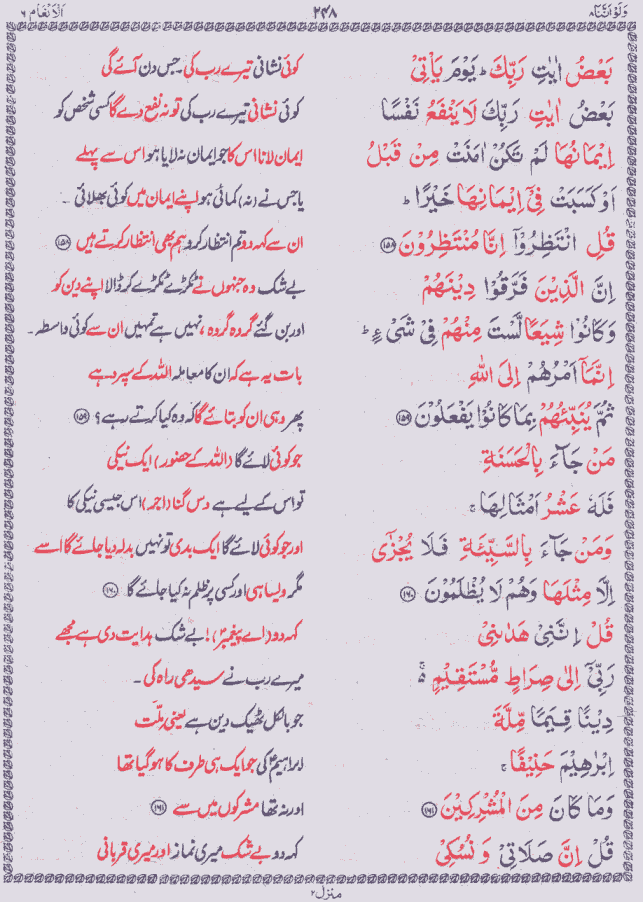 وَلَوْ اَنَّنَا ۸
۲۴۸
اَلْاَنْعَام ۶
بَعْضُ اٰیٰتِ رَبِّكَ ؕ یَوْمَ یَاْتِیْ
کوئی نشانی تیرے رب کی۔ جس دن آئے گی
بَعْضُ اٰیٰتِ رَبِّكَ لَا یَنْفَعُ نَفْسًا
کوئی نشانی تیرے رب کی تو نہ نفع دے گا کسی شخص کو
اِیْمَانُهَا لَمْ تَكُنْ اٰمَنَتْ مِنْ قَبْلُ
ایمان لانا اس کا جو ایمان نہ لایا ہو اس سے پہلے
اَوْ كَسَبَتْ فِیْۤ اِیْمَانِهَا خَیْرًا ؕ
یا جس نے (نہ) کمائی ہو اپنے ایمان میں کوئی بھلائی ۔
قُلِ انْتَظِرُوْۤا اِنَّا مُنْتَظِرُوْنَ ﴿۱۵۸﴾
ان سے کہہ دو تم انتظار کرو ہم بھی انتظار کرتے ہیں ﴿۱۵۸﴾
اِنَّ الَّذِیْنَ فَرَّقُوْا دِیْنَهُمْ
بے شک وہ جنہوں نے ٹکڑے ٹکڑے کر ڈالا اپنے دین کو
وَ كَانُوْا شِیَعًا لَّسْتَ مِنْهُمْ فِیْ شَیْءٍ ؕ
اور بن گئے گروہ گروہ، نہیں ہے تمہیں ان سے کوئی واسطہ۔
اِنَّمَاۤ اَمْرُهُمْ اِلَی اللّٰهِ
بات یہ ہے کہ ان کا معاملہ اللہ کے سپرد ہے
ثُمَّ یُنَبِّئُهُمْ بِمَا كَانُوْا یَفْعَلُوْنَ ﴿۱۵۹﴾
پھر وہی ان کو بتائے گا کہ وہ کیا کرتے رہے؟ ﴿۱۵۹﴾
مَنْ جَآءَ بِالْحَسَنَةِ
جو کوئی لائے گا (اللہ کے حضور) ایک نیکی
فَلَهٗ عَشْرُ اَمْثَالِهَا ۚ
تو اس کے لیے ہے دس گنا (اجر) اس جیسی نیکی کا
وَ مَنْ جَآءَ بِالسَّیِّئَةِ فَلَا یُجْزٰۤی
اور جو کوئی لائے گا ایک بدی تو نہیں بدلہ دیا جائے گا اسے
اِلَّا مِثْلَهَا وَ هُمْ لَا یُظْلَمُوْنَ ﴿۱۶۰﴾
مگر ویسا ہی اور کسی پر ظلم نہ کیا جائے گا ﴿۱۶۰﴾
قُلْ اِنَّنِیْ هَدٰىنِیْ
کہہ دو (اے پیغمبرؐ)! بے شک ہدایت دی ہے مجھے
رَبِّیْۤ اِلٰی صِرَاطٍ مُّسْتَقِیْمٍ ۚ۬
میرے رب نے سیدھی راہ کی ۔
دِیْنًا قِیَمًا مِّلَّةَ
جو بالکل ٹھیک دین ہے یعنی ملّت
اِبْرٰهِیْمَ حَنِیْفًا ۚ
ابراہیمؑ کی جو ایک ہی طرف کا ہو گیا تھا
وَ مَا كَانَ مِنَ الْمُشْرِكِیْنَ ﴿۱۶۱﴾
اور نہ تھا مشرکوں میں سے ﴿۱۶۱﴾
قُلْ اِنَّ صَلَاتِیْ وَ نُسُكِیْ
کہہ دو بے شک میری نماز اور میری قربانی
منزل ۲